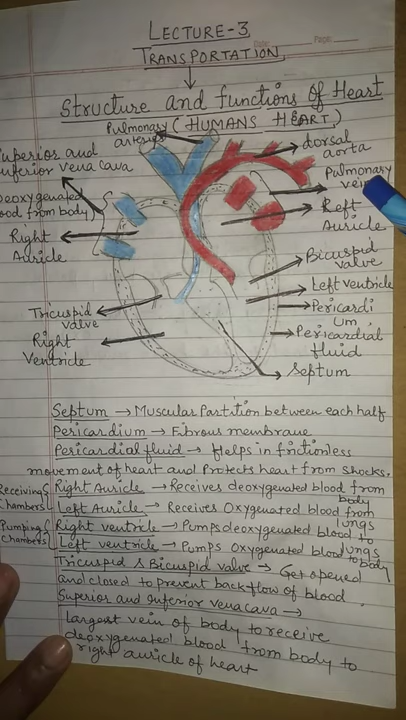 LECTURE-3
TRANSPORTATION
Date: Page:
Structure and functions of Heart
(HUMANS HEART)
Pulmonary
arteries
dorsal
aorta
Superior and
inferior vena cava
Pulmonary
vein
(Deoxygenated
blood from body)
Left
Auricle
Right
Auricle
Bicuspid
valve
Left ventricle
Tricuspid
valve
Pericardi
um
Right
Ventricle
Pericardial
fluid
Septum
Septum → Muscular Partition between each half
Pericardium → Fibrous membrane
Pericardial fluid → Helps in frictionless
movement of heart and Protects heart from shocks.
Receiving Chambers
Right Auricle → Receives deoxygenated blood from body
Left Auricle → Receives Oxygenated blood from lungs
Pumping Chambers
Right ventricle → Pumps deoxygenated blood to lungs
Left ventricle → Pumps Oxygenated blood to body
Tricuspid & Bicuspid valve → Get opened
and closed to prevent back flow of blood.
Superior and Inferior vena cava →
Largest vein of body to receive
deoxygenated blood from body to
right auricle of heart